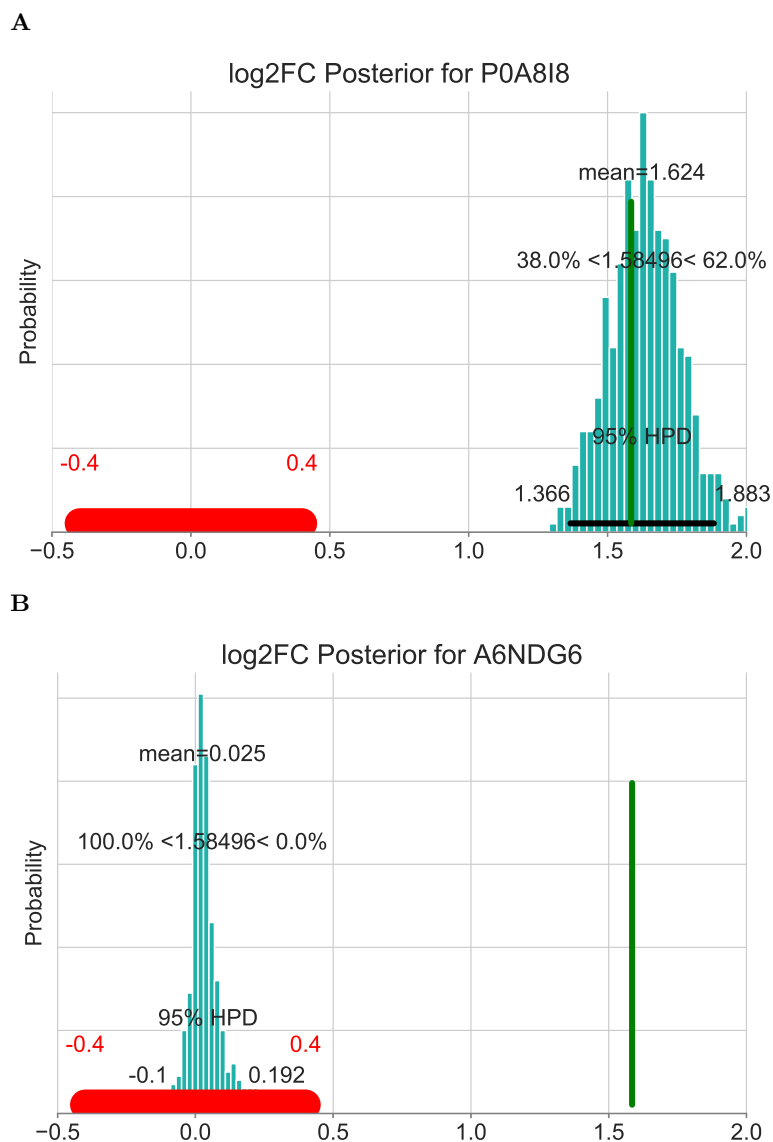 A
log2FC Posterior for P0A8I8
Probability
mean=1.624
38.0% <1.58496< 62.0%
95% HPD
-0.4
0.4
1.366
1.883
−0.5
0.0
0.5
1.0
1.5
2.0
B
log2FC Posterior for A6NDG6
Probability
mean=0.025
100.0% <1.58496< 0.0%
95% HPD
-0.4
0.4
-0.1
0.192
−0.5
0.0
0.5
1.0
1.5
2.0